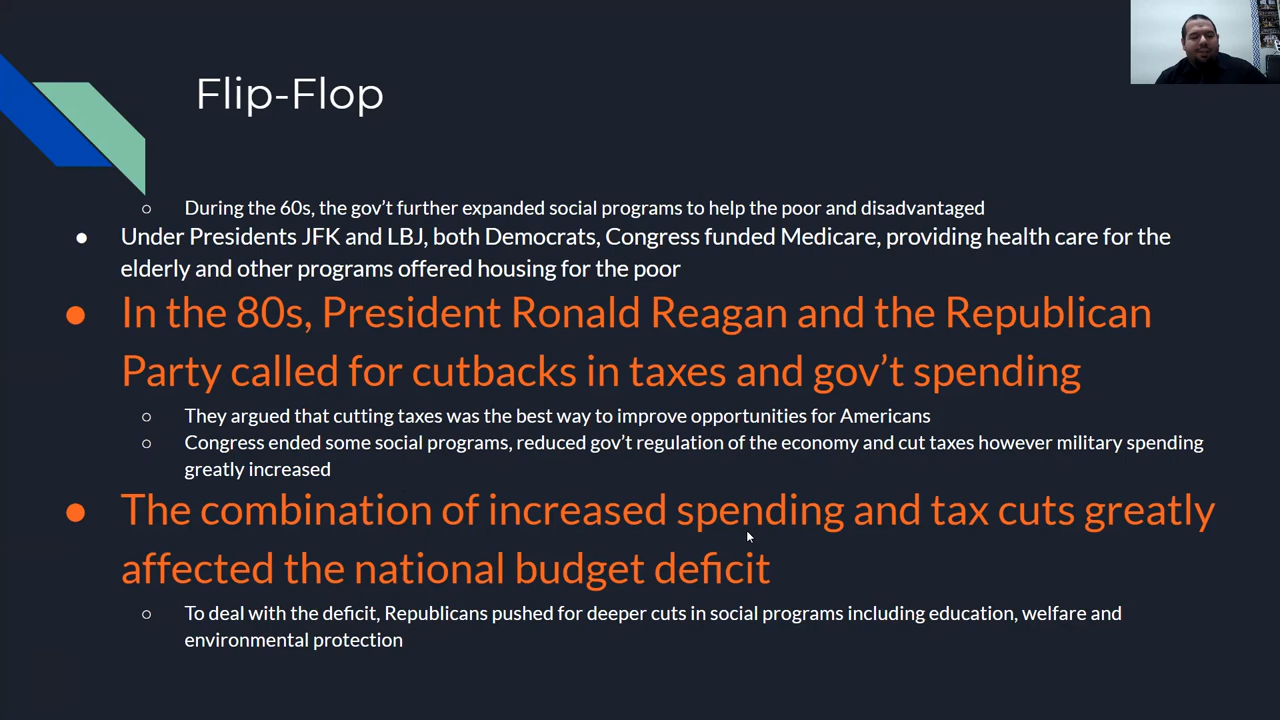 Flip-Flop
○ During the 60s, the gov’t further expanded social programs to help the poor and disadvantaged
● Under Presidents JFK and LBJ, both Democrats, Congress funded Medicare, providing health care for the
elderly and other programs offered housing for the poor
● In the 80s, President Ronald Reagan and the Republican
Party called for cutbacks in taxes and gov’t spending
○ They argued that cutting taxes was the best way to improve opportunities for Americans
○ Congress ended some social programs, reduced gov’t regulation of the economy and cut taxes however military spending
greatly increased
● The combination of increased spending and tax cuts greatly
affected the national budget deficit
○ To deal with the deficit, Republicans pushed for deeper cuts in social programs including education, welfare and
environmental protection